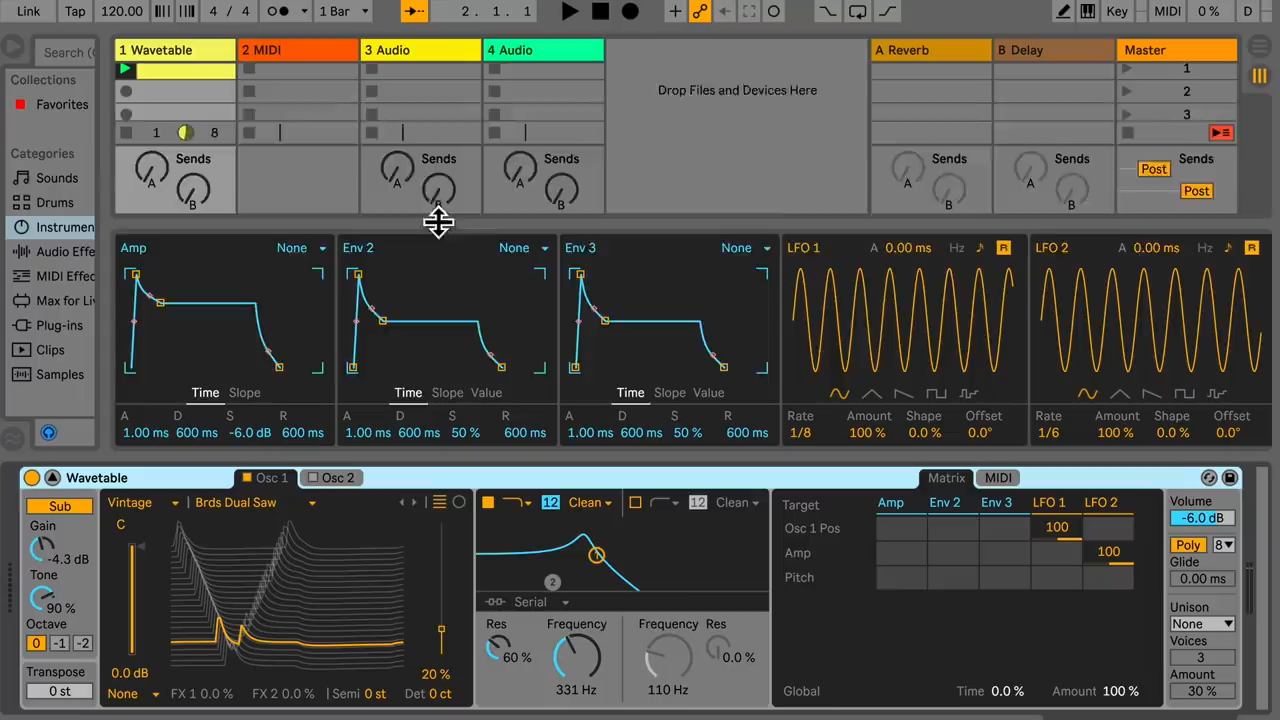 Link Tap 120.00 4 / 4 1 Bar 2. 1. 1 Key MIDI 0 % D
Search (
Collections
Favorites
Categories
Sounds
Drums
Instrumen
Audio Effe
MIDI Effec
Max for Liv
Plug-ins
Clips
Samples
1 Wavetable 2 MIDI 3 Audio 4 Audio A Reverb B Delay Master
1
Drop Files and Devices Here 2
3
1 8
Sends Sends Sends Sends Sends Sends
A A A A A Post
B B B B B Post
Amp None Env 2 None Env 3 None LFO 1 A 0.00 ms Hz R LFO 2 A 0.00 ms Hz R
Time Slope Time Slope Value Time Slope Value
A D S R A D S R A D S R Rate Amount Shape Offset Rate Amount Shape Offset
1.00 ms 600 ms -6.0 dB 600 ms 1.00 ms 600 ms 50 % 600 ms 1.00 ms 600 ms 50 % 600 ms 1/8 100 % 0.0 % 0.0° 1/6 100 % 0.0 % 0.0°
Wavetable Osc 1 Osc 2 Matrix MIDI
Sub
Gain
-4.3 dB
Tone
90 %
Octave
0 -1 -2
Transpose
0 st
Vintage Brds Dual Saw
C
0.0 dB 20 %
None FX 1 0.0 % FX 2 0.0 % Semi 0 st Det 0 ct
12 Clean 12 Clean
1
2
Serial
Res Frequency Frequency Res
60 % 0.0 %
331 Hz 110 Hz
Target Amp Env 2 Env 3 LFO 1 LFO 2
Osc 1 Pos 100
Amp 100
Pitch
Global Time 0.0 % Amount 100 %
Volume
-6.0 dB
Poly 8
Glide
0.00 ms
Unison
None
Voices
3
Amount
30 %